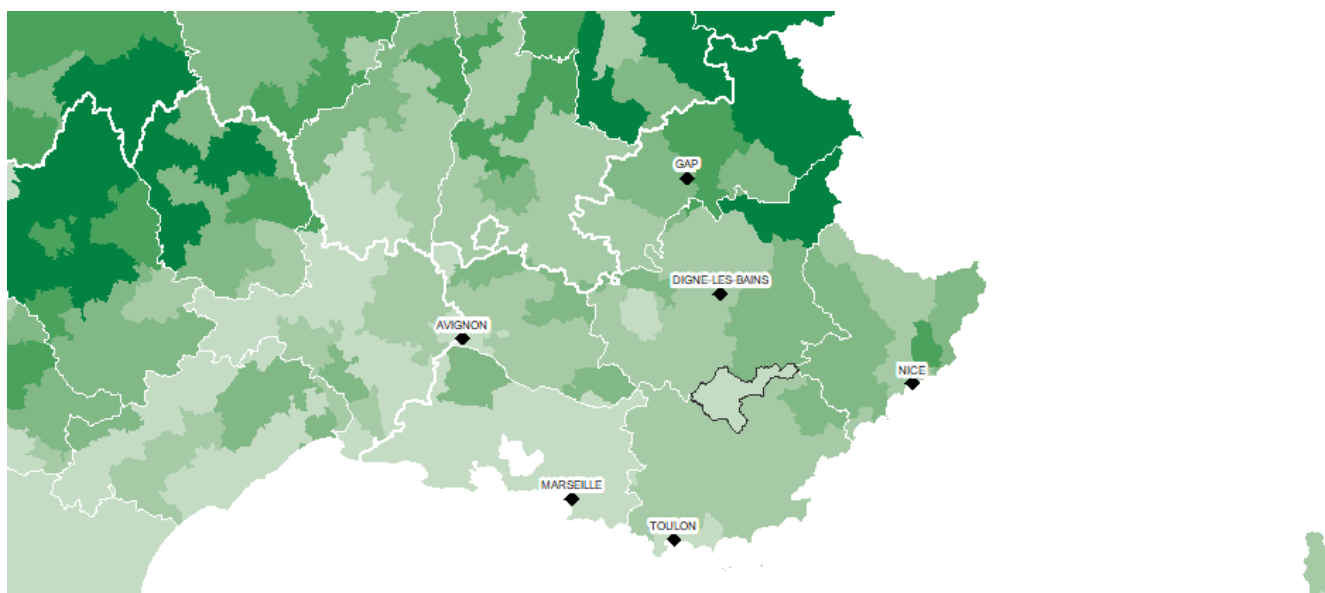 GAP
DIGNE-LES-BAINS
AVIGNON
NICE
MARSEILLE
TOULON